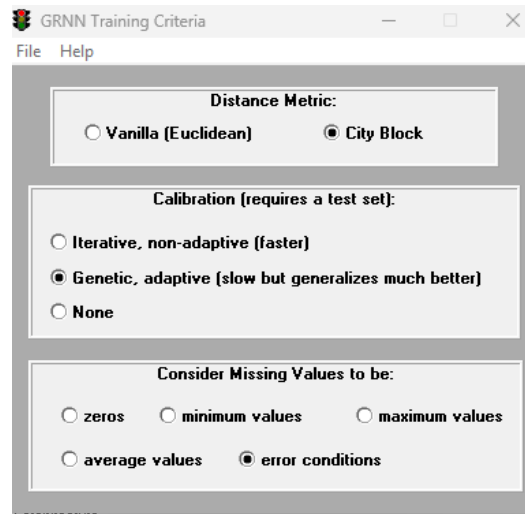 GRNN Training Criteria
File Help
Distance Metric:
Vanilla (Euclidean) City Block
Calibration (requires a test set):
Iterative, non-adaptive (faster)
Genetic, adaptive (slow but generalizes much better)
None
Consider Missing Values to be:
zeros minimum values maximum values
average values error conditions